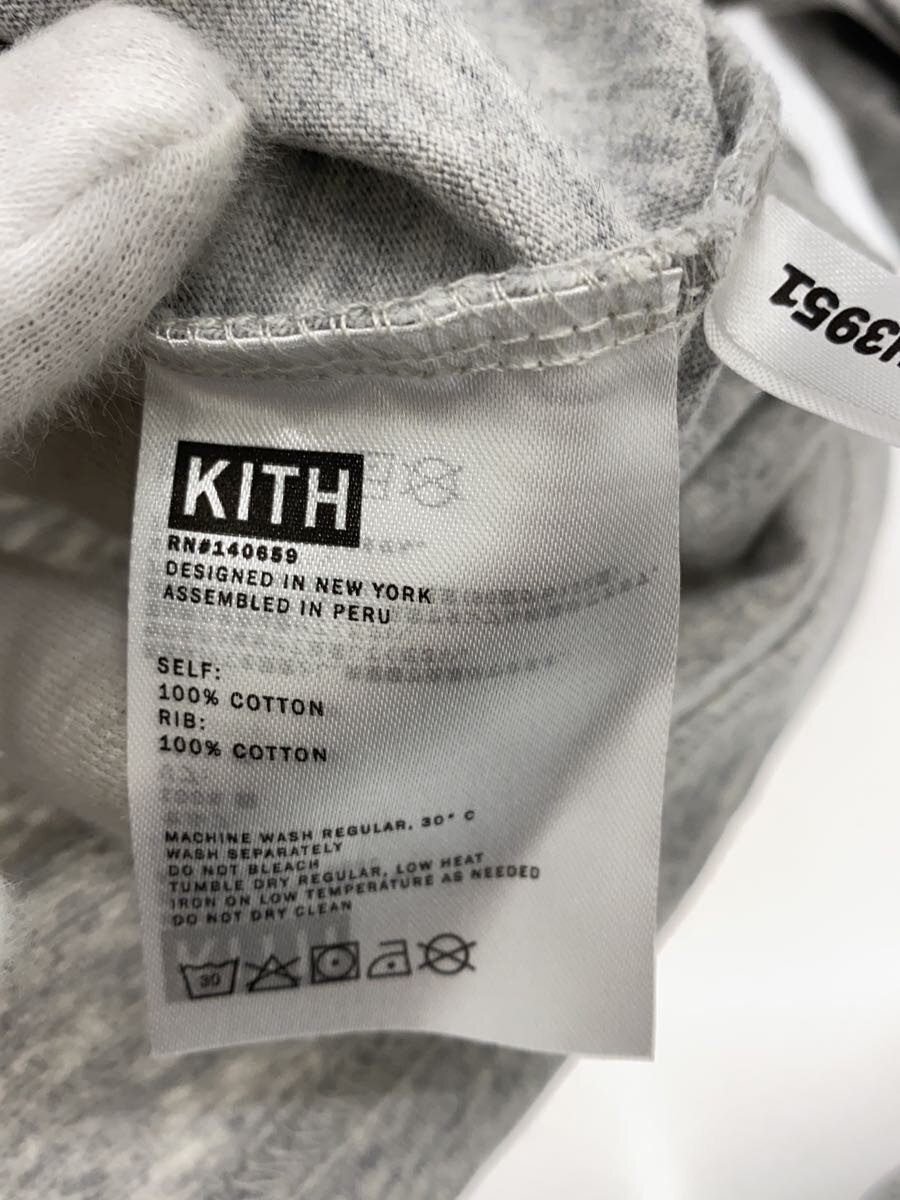 KITH
RN#140659
DESIGNED IN NEW YORK
ASSEMBLED IN PERU
SELF:
100% COTTON
RIB:
100% COTTON
MACHINE WASH REGULAR, 30° C
WASH SEPARATELY
DO NOT BLEACH
TUMBLE DRY REGULAR, LOW HEAT
IRON ON LOW TEMPERATURE AS NEEDED
DO NOT DRY CLEAN
30
3951